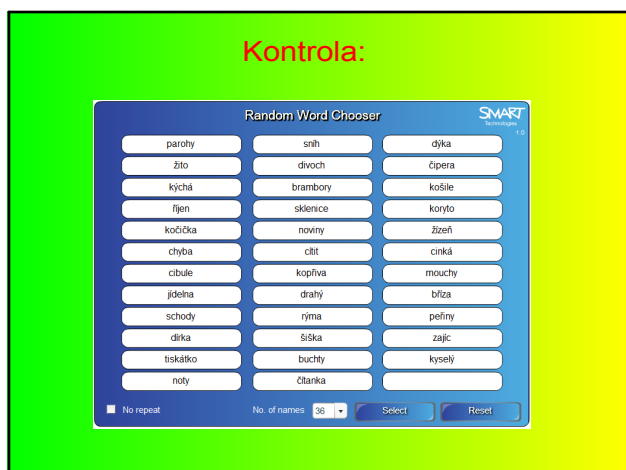 Kontrola:
Random Word Chooser
SMART
Technologies
1.0
parohy sníh dýka
žito divoch čipera
kýchá brambory košile
říjen sklenice koryto
kočička noviny žízeň
chyba cítit cinká
cibule kopřiva mouchy
jídelna drahý bříza
schody rýma peřiny
dírka šiška zajíc
tiskátko buchty kyselý
noty čítanka
No repeat No. of names 36 Select Reset